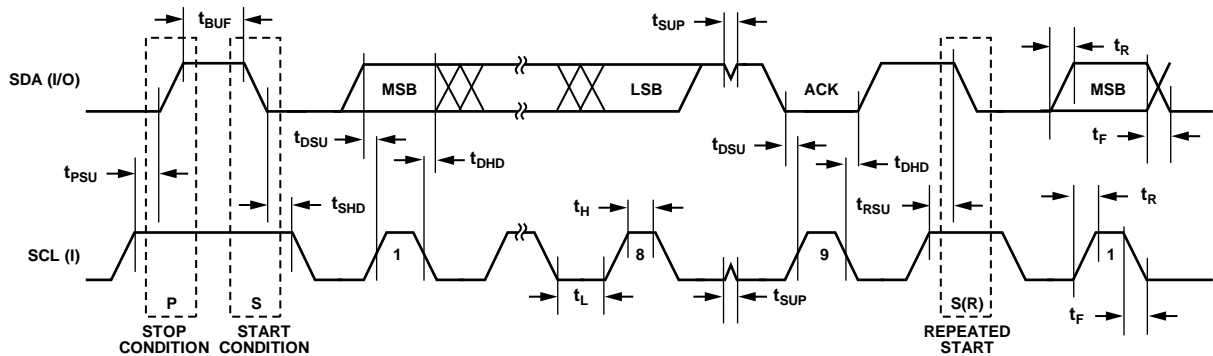 tBUF
tSUP
tR
SDA (I/O)
MSB
LSB
ACK
MSB
tDSU
tDHD
tDSU
tDHD
tF
tPSU
tSHD
tH
tRSU
tR
SCL (I)
1
8
9
1
P
S
tL
tSUP
S(R)
tF
STOP
CONDITION
START
CONDITION
REPEATED
START